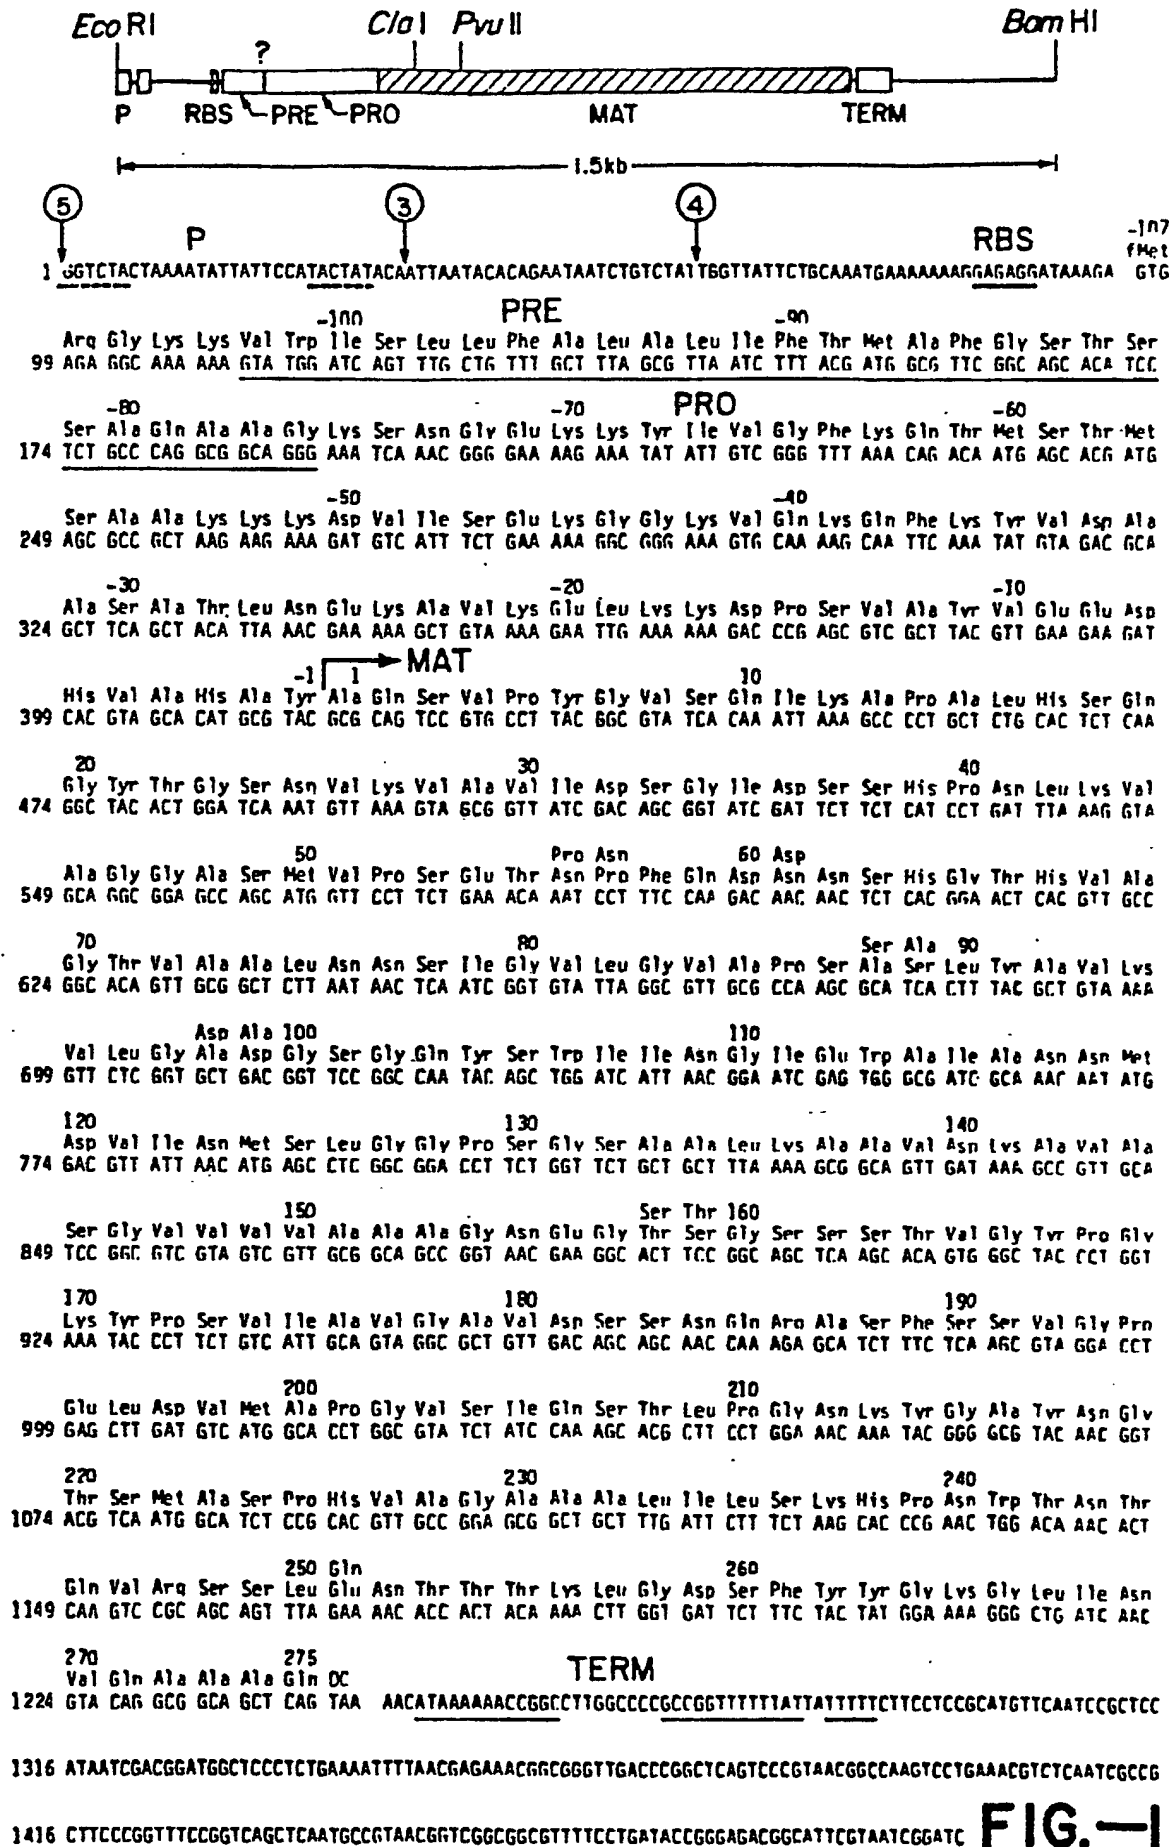 Eco RI Cla I Pvu II Bam HI
?
P RBS PRE PRO MAT TERM
1.5kb
5 3 4
P RBS -107
fMet
1 GGTCTACTAAAATATTATTCCATACTATACAATTAATACACAGAATAATCTGTCTATTGGTTATTCTGCAAATGAAAAAAAGGAGAGGATAAAGA GTG
-100 PRE -90
Arg Gly Lys Lys Val Trp Ile Ser Leu Leu Phe Ala Leu Ala Leu Ile Phe Thr Met Ala Phe Gly Ser Thr Ser
99 AGA GGC AAA AAA GTA TGG ATC AGT TTG CTG TTT GCT TTA GCG TTA ATC TTT ACG ATG GCG TTC GGC AGC ACA TCC
-80 -70 PRO -60
Ser Ala Gln Ala Ala Gly Lys Ser Asn Gly Glu Lys Lys Tyr Ile Val Gly Phe Lys Gln Thr Met Ser Thr Met
174 TCT GCC CAG GCG GCA GGG AAA TCA AAC GGG GAA AAG AAA TAT ATT GTC GGG TTT AAA CAG ACA ATG AGC ACG ATG
-50 -40
Ser Ala Ala Lys Lys Lys Asp Val Ile Ser Glu Lys Gly Gly Lys Val Gln Lys Gln Phe Lys Tyr Val Asp Ala
249 AGC GCC GCT AAG AAG AAA GAT GTC ATT TCT GAA AAA GGC GGG AAA GTG CAA AAG CAA TTC AAA TAT GTA GAC GCA
-30 -20 -10
Ala Ser Ala Thr Leu Asn Glu Lys Ala Val Lys Glu Leu Lys Lys Asp Pro Ser Val Ala Tyr Val Glu Glu Asp
324 GCT TCA GCT ACA TTA AAC GAA AAA GCT GTA AAA GAA TTG AAA AAA GAC CCG AGC GTC GCT TAC GTT GAA GAA GAT
-1 1 MAT 10
His Val Ala His Ala Tyr Ala Gln Ser Val Pro Tyr Gly Val Ser Gln Ile Lys Ala Pro Ala Leu His Ser Gln
399 CAC GTA GCA CAT GCG TAC GCG CAG TCC GTG CCT TAC GGC GTA TCA CAA ATT AAA GCC CCT GCT CTG CAC TCT CAA
20 30 40
Gly Tyr Thr Gly Ser Asn Val Lys Val Ala Val Ile Asp Ser Gly Ile Asp Ser Ser His Pro Asn Leu Lys Val
474 GGC TAC ACT GGA TCA AAT GTT AAA GTA GCG GTT ATC GAC AGC GGT ATC GAT TCT TCT CAT CCT GAT TTA AAG GTA
50 Pro Asn 60 Asp
Ala Gly Gly Ala Ser Met Val Pro Ser Glu Thr Asn Pro Phe Gln Asn Asn Asn Ser His Gly Thr His Val Ala
549 GCA GGC GGA GCC AGC ATG GTT CCT TCT GAA ACA AAT CCT TTC CAA GAC AAC AAC TCT CAC GGA ACT CAC GTT GCC
70 80 Ser Ala 90
Gly Thr Val Ala Ala Leu Asn Asn Ser Ile Gly Val Leu Gly Val Ala Pro Ser Ala Ser Leu Tyr Ala Val Lys
624 GGC ACA GTT GCG GCT CTT AAT AAC TCA ATC GGT GTA TTA GGC GTT GCG CCA AGC GCA TCA CTT TAC GCT GTA AAA
Asp Ala 100 110
Val Leu Gly Ala Asp Gly Ser Gly Gln Tyr Ser Trp Ile Ile Asn Gly Ile Glu Trp Ala Ile Ala Asn Asn Met
699 GTT CTC GGT GCT GAC GGT TCC GGC CAA TAC AGC TGG ATC ATT AAC GGA ATC GAG TGG GCG ATC GCA AAC AAT ATG
120 130 140
Asp Val Ile Asn Met Ser Leu Gly Gly Pro Ser Gly Ser Ala Ala Leu Lys Ala Ala Val Asn Lys Ala Val Ala
774 GAC GTT ATT AAC ATG AGC CTC GGC GGA CCT TCT GGT TCT GCT GCT TTA AAA GCG GCA GTT GAT AAA GCC GTT GCA
150 Ser Thr 160
Ser Gly Val Val Val Val Ala Ala Ala Gly Asn Glu Gly Thr Ser Gly Ser Ser Ser Thr Val Gly Tyr Pro Gly
849 TCC GGC GTC GTA GTC GTT GCG GCA GCC GGT AAC GAA GGC ACT TCC GGC AGC TCA AGC ACA GTG GGC TAC CCT GGT
170 180 190
Lys Tyr Pro Ser Val Ile Ala Val Gly Ala Val Asn Ser Ser Asn Gln Arg Ala Ser Phe Ser Ser Val Gly Pro
924 AAA TAC CCT TCT GTC ATT GCA GTA GGC GCT GTT GAC AGC AGC AAC CAA AGA GCA TCT TTC TCA AGC GTA GGA CCT
200 210
Glu Leu Asp Val Met Ala Pro Gly Val Ser Ile Gln Ser Thr Leu Pro Gly Asn Lys Tyr Gly Ala Tyr Asn Gly
999 GAG CTT GAT GTC ATG GCA CCT GGC GTA TCT ATC CAA AGC ACG CTT CCT GGA AAC AAA TAC GGG GCG TAC AAC GGT
220 230 240
Thr Ser Met Ala Ser Pro His Val Ala Gly Ala Ala Ala Leu Ile Leu Ser Lys His Pro Asn Trp Thr Asn Thr
1074 ACG TCA ATG GCA TCT CCG CAC GTT GCC GGA GCG GCT GCT TTG ATT CTT TCT AAG CAC CCG AAC TGG ACA AAC ACT
250 Gln 260
Gln Val Arg Ser Ser Leu Glu Asn Thr Thr Thr Lys Leu Gly Asp Ser Phe Tyr Tyr Gly Lys Gly Leu Ile Asn
1149 CAA GTC CGC AGC AGT TTA GAA AAC ACC ACT ACA AAA CTT GGT GAT TCT TTC TAC TAT GGA AAA GGG CTG ATC AAC
270 275 TERM
Val Gln Ala Ala Ala Gln OC
1224 GTA CAG GCG GCA GCT CAG TAA AACATAAAAAACCGGCCTTGGCCCCGCCGGTTTTTTATTATTTTTCTTCCTCCGCATGTTCAATCCGCTCC
1316 ATAATCGACGGATGGCTCCCTCTGAAAATTTTAACGAGAAACGGCGGGTTGACCCGGCTCAGTCCCGTAACGGCCAAGTCCTGAAACGTCTCAATCGCCG
1416 CTTCCCGGTTTCCGGTCAGCTCAATGCCGTAACGGTCGGCGGCGTTTTCCTGATACCGGGAGACGGCATTCGTAATCGGATC
FIG.—1